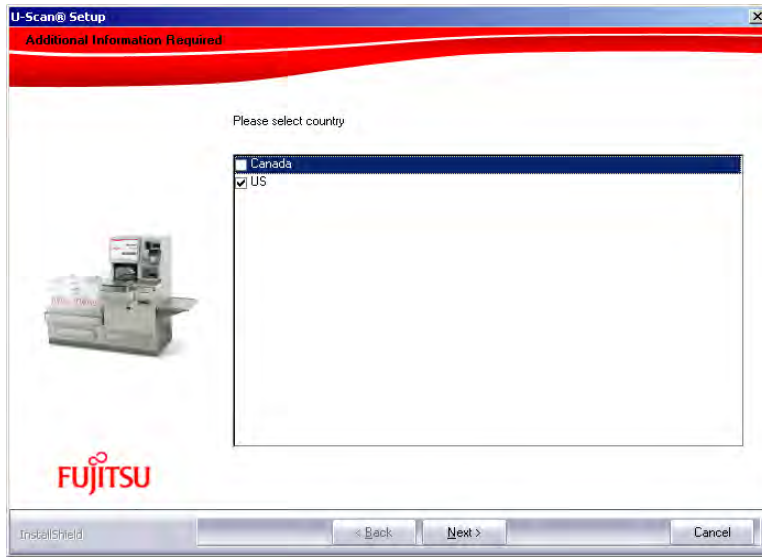 U-Scan® Setup
Additional Information Required
Please select country
Canada
US
FUJITSU
InstallShield
< Back
Next >
Cancel